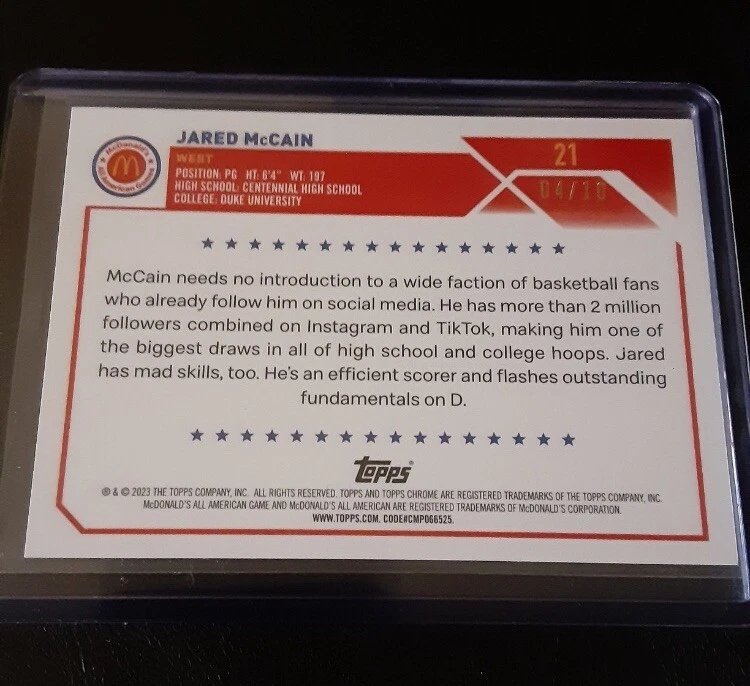 McDonald's
All American Games
JARED McCAIN
WEST
POSITION: PG HT: 6'4" WT: 197
HIGH SCHOOL: CENTENNIAL HIGH SCHOOL
COLLEGE: DUKE UNIVERSITY
21
04/10
McCain needs no introduction to a wide faction of basketball fans
who already follow him on social media. He has more than 2 million
followers combined on Instagram and TikTok, making him one of
the biggest draws in all of high school and college hoops. Jared
has mad skills, too. He's an efficient scorer and flashes outstanding
fundamentals on D.
Topps®
® & © 2023 THE TOPPS COMPANY, INC. ALL RIGHTS RESERVED. TOPPS AND TOPPS CHROME ARE REGISTERED TRADEMARKS OF THE TOPPS COMPANY, INC.
McDONALD'S ALL AMERICAN GAME AND McDONALD'S ALL AMERICAN ARE REGISTERED TRADEMARKS OF McDONALD'S CORPORATION.
WWW.TOPPS.COM. CODE#CMP066525.